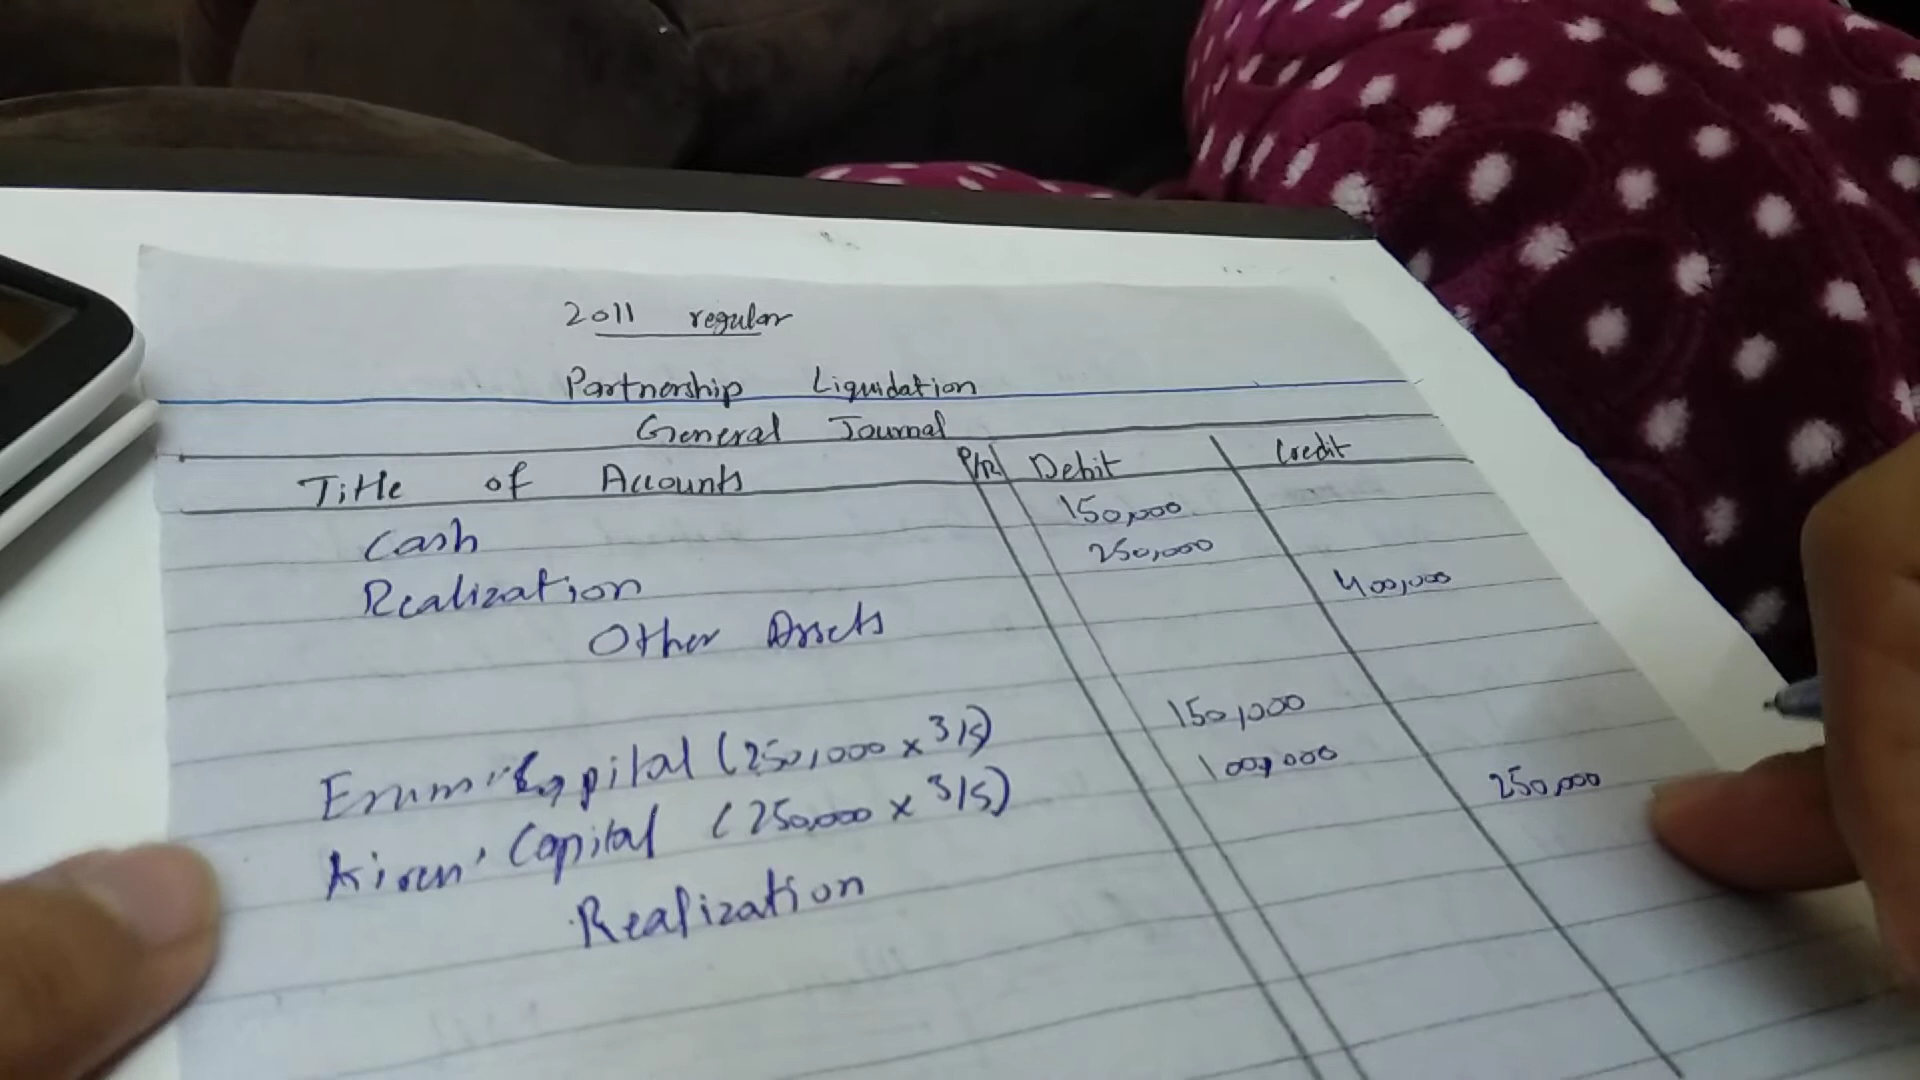 2011 regular
Partnership Liquidation
General Journal
Title of Accounts P/R Debit Credit
Cash 150,000
Realization 250,000
Other Assets 400,000
Erum's Capital (250,000 x 3/5) 150,000
Kiren' Capital (250,000 x 3/5) 100,000
Realization 250,000